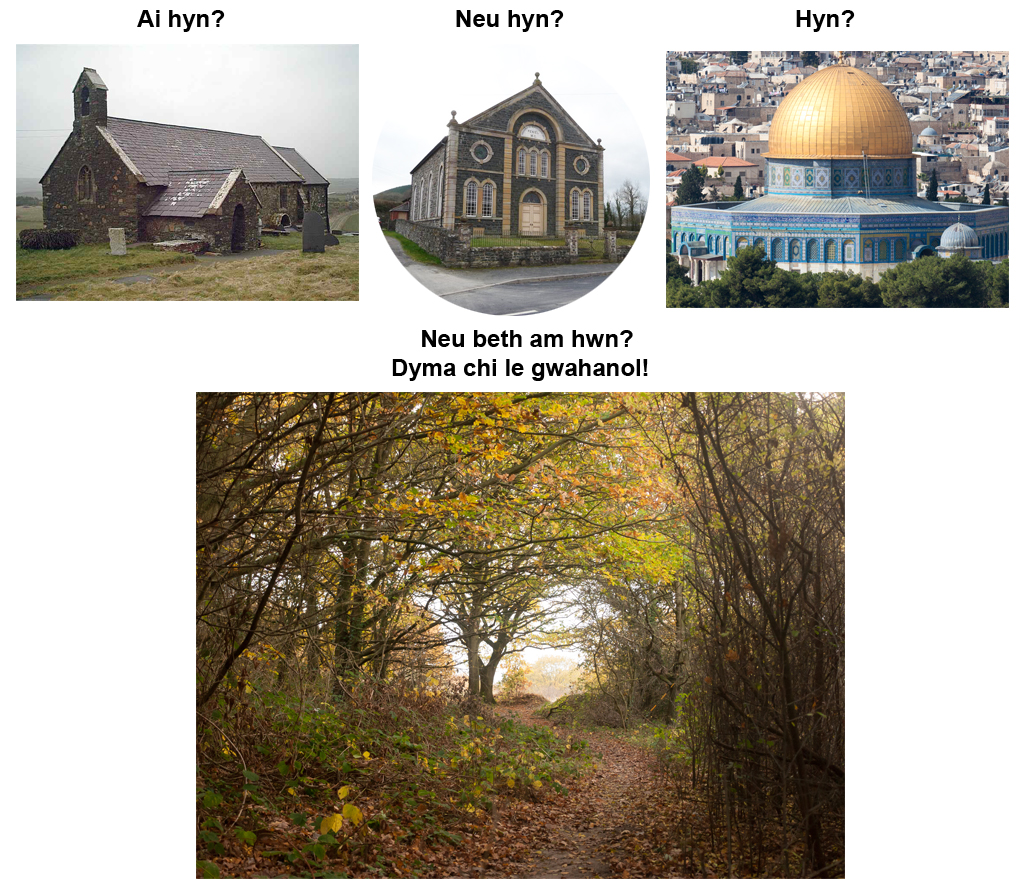 Ai hyn?
Neu hyn?
Hyn?
Neu beth am hwn?
Dyma chi le gwahanol!